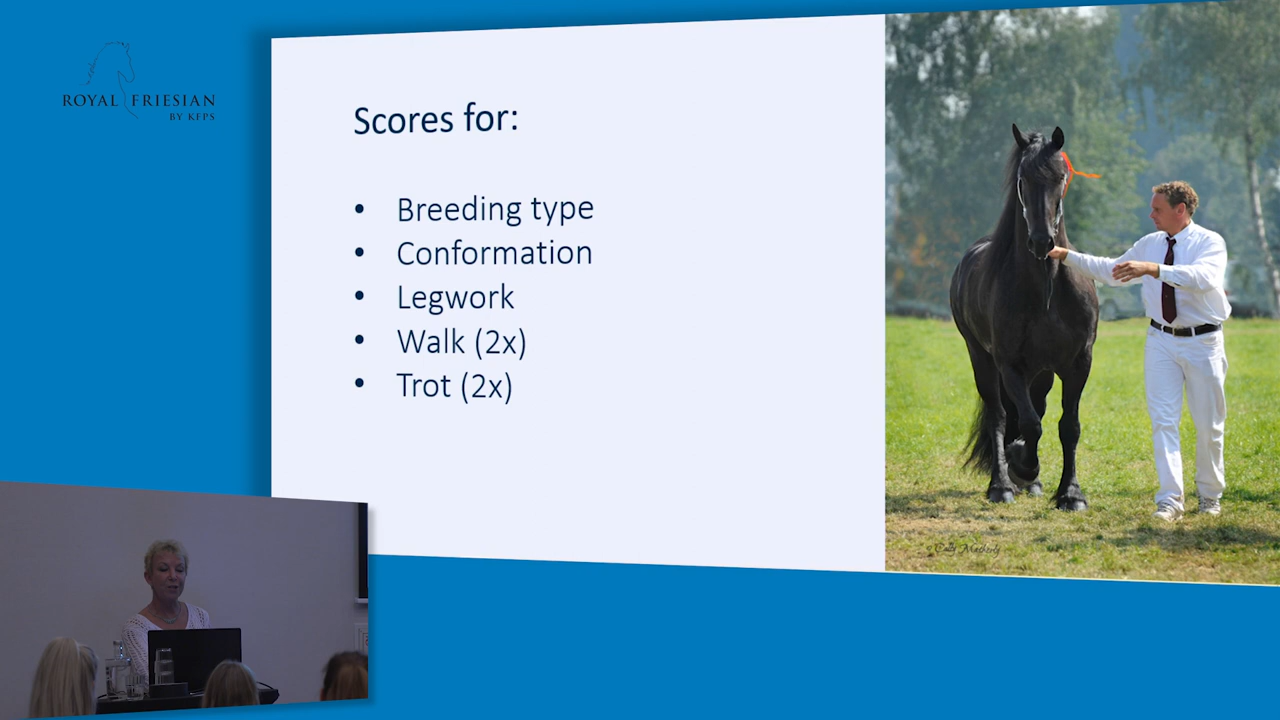 ROYAL FRIESIAN
BY KFPS
Scores for:
• Breeding type
• Conformation
• Legwork
• Walk (2x)
• Trot (2x)